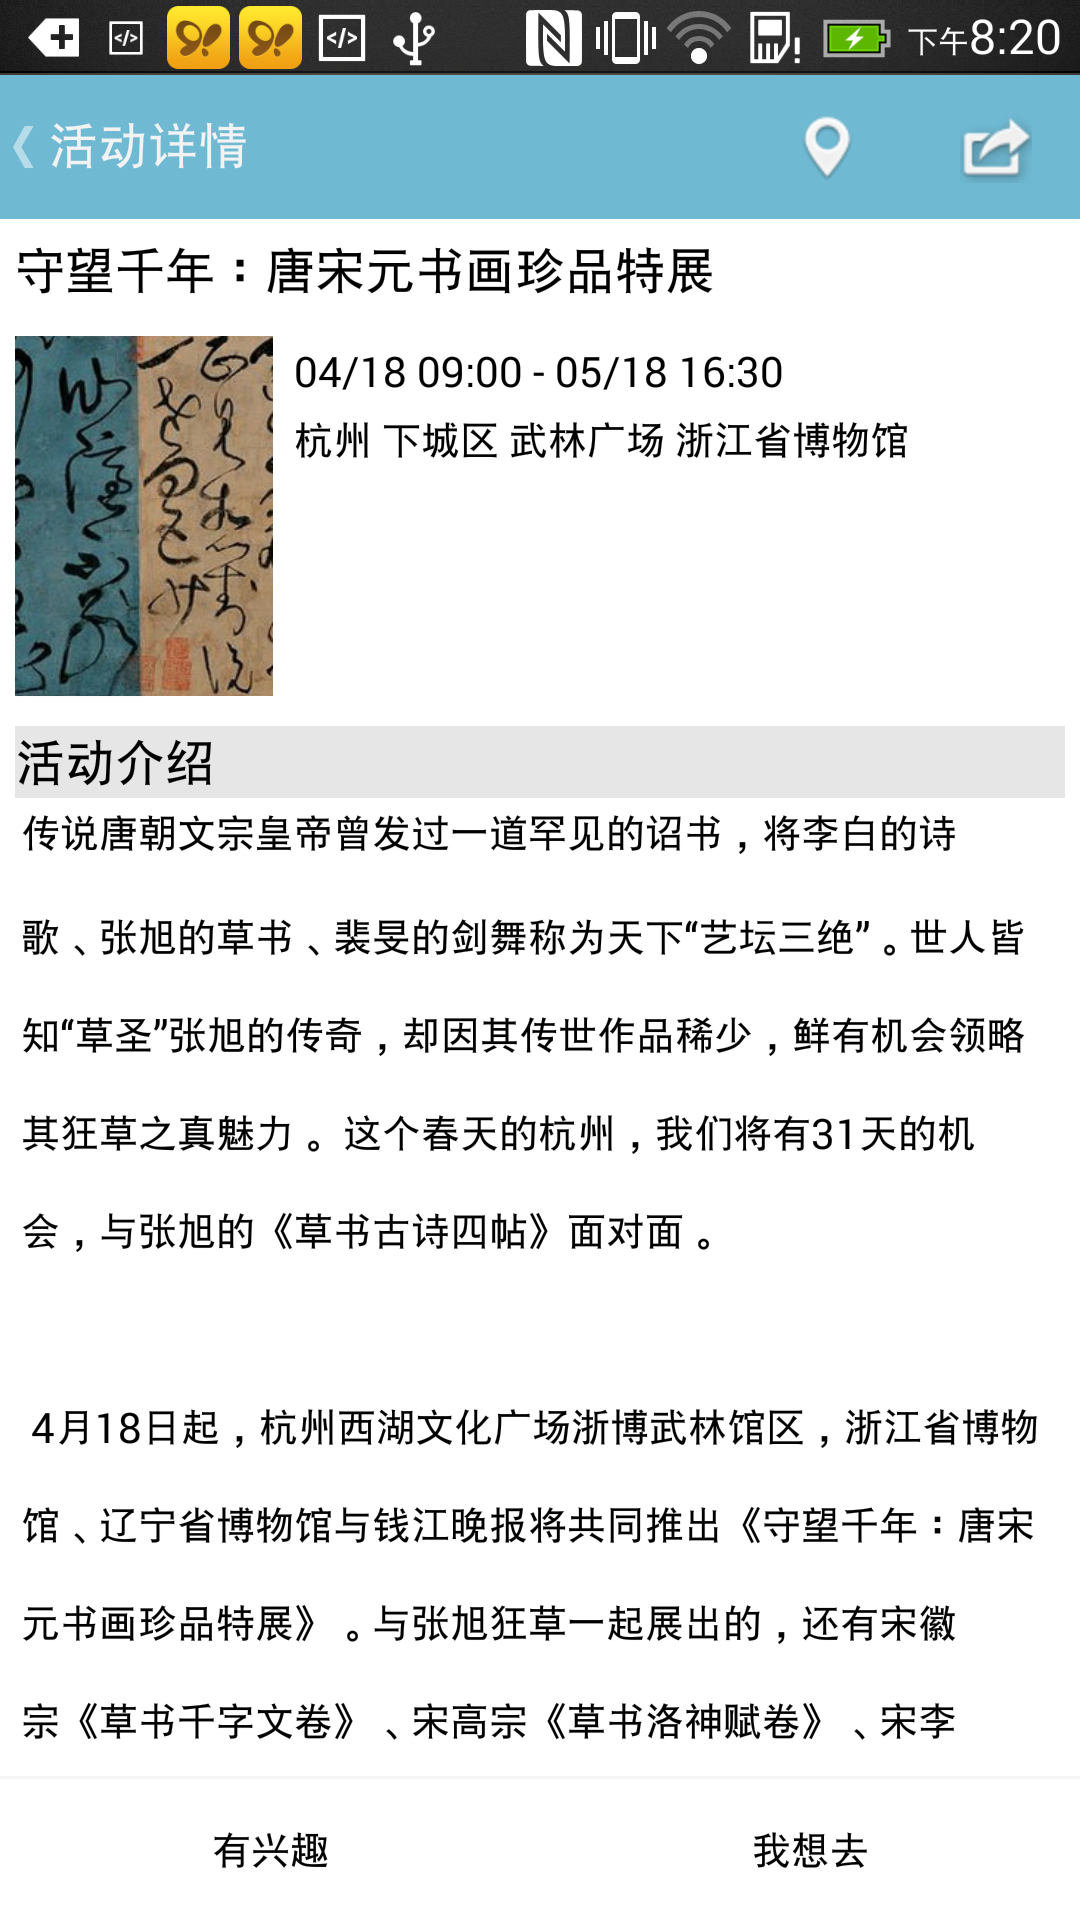 下午8:20
活动详情
守望千年：唐宋元书画珍品特展
04/18 09:00 - 05/18 16:30
杭州 下城区 武林广场 浙江省博物馆
活动介绍
传说唐朝文宗皇帝曾发过一道罕见的诏书，将李白的诗
歌、张旭的草书、裴旻的剑舞称为天下“艺坛三绝”。世人皆
知“草圣”张旭的传奇，却因其传世作品稀少，鲜有机会领略
其狂草之真魅力。这个春天的杭州，我们将有31天的机
会，与张旭的《草书古诗四帖》面对面。
4月18日起，杭州西湖文化广场浙博武林馆区，浙江省博物
馆、辽宁省博物馆与钱江晚报将共同推出《守望千年：唐宋
元书画珍品特展》。与张旭狂草一起展出的，还有宋徽
宗《草书千字文卷》、宋高宗《草书洛神赋卷》、宋李
有兴趣
我想去